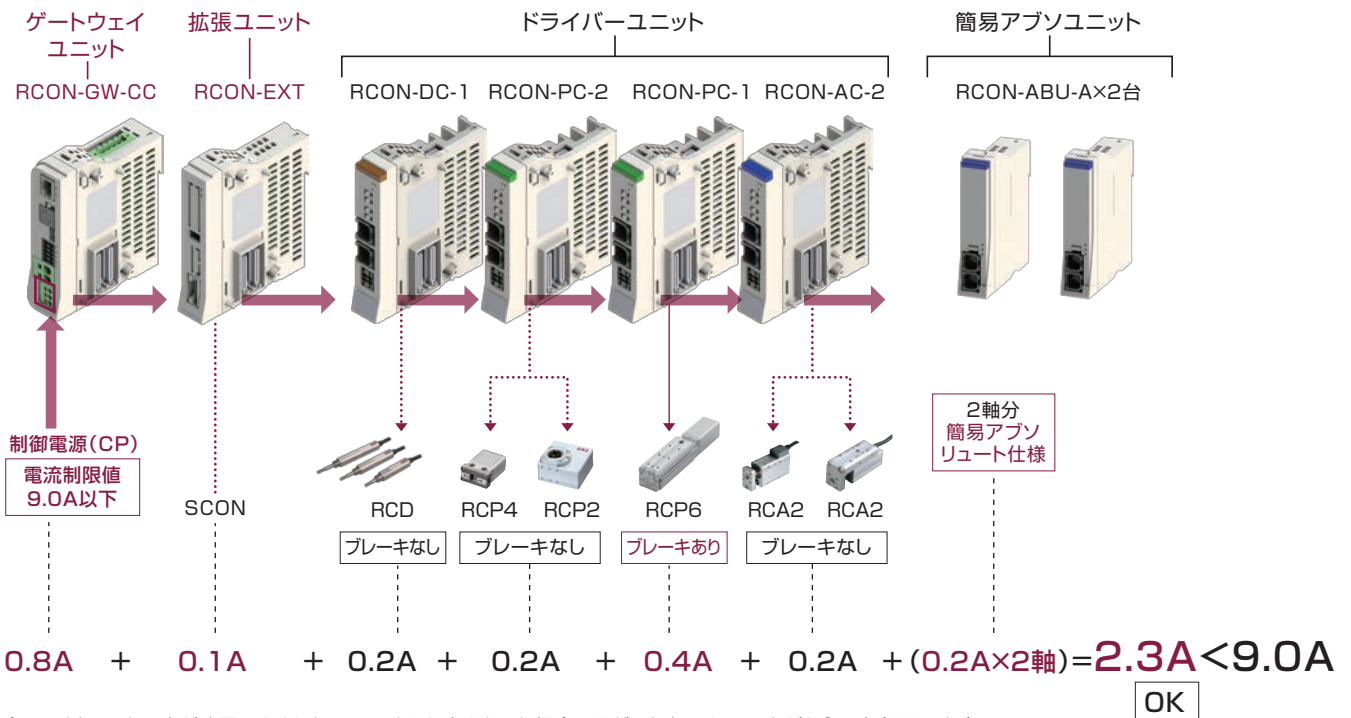 ゲートウェイ
ユニット
拡張ユニット
ドライバーユニット
簡易アブソユニット
RCON-GW-CC
RCON-EXT
RCON-DC-1
RCON-PC-2
RCON-PC-1
RCON-AC-2
RCON-ABU-A×2台
制御電源(CP)
電流制限値
9.0A以下
SCON
RCD
RCP4
RCP2
RCP6
RCA2
RCA2
ブレーキなし
ブレーキなし
ブレーキあり
ブレーキなし
2軸分
簡易アブソ
リュート仕様
0.8A + 0.1A + 0.2A + 0.2A + 0.4A + 0.2A +(0.2A×2軸)=2.3A<9.0A
OK